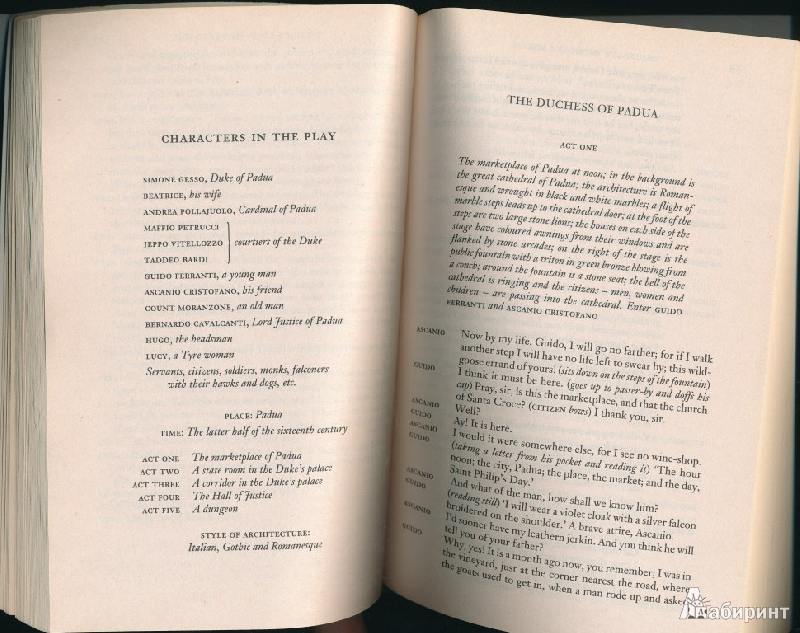 CHARACTERS IN THE PLAY
SIMONE GESSO, Duke of Padua
BEATRICE, his wife
ANDREA POLLAJUOLO, Cardinal of Padua
MAFFIO PETRUCCI
JEPPO VITELLOZZO
TADDEO BARDI
courtiers of the Duke
GUIDO FERRANTI, a young man
ASCANIO CRISTOFANO, his friend
COUNT MORANZONE, an old man
BERNARDO CAVALCANTI, Lord Justice of Padua
HUGO, the headsman
LUCY, a Tyre woman
Servants, citizens, soldiers, monks, falconers
with their hawks and dogs, etc.
PLACE: Padua
TIME: The latter half of the sixteenth century
ACT ONE The marketplace of Padua
ACT TWO A state room in the Duke's palace
ACT THREE A corridor in the Duke's palace
ACT FOUR The Hall of Justice
ACT FIVE A dungeon
STYLE OF ARCHITECTURE:
Italian, Gothic and Romanesque
THE DUCHESS OF PADUA
ACT ONE
The marketplace of Padua at noon; in the background is
the great cathedral of Padua; the architecture is Roman-
esque and wrought in black and white marbles; a flight of
marble steps leads up to the cathedral door; at the foot of the
steps are two large stone lions; the houses on each side of the
stage have coloured awnings from their windows and are
flanked by stone arcades; on the right of the stage is the
public fountain with a triton in green bronze blowing from
a conch; around the fountain is a stone seat; the bell of the
cathedral is ringing and the citizens – men, women and
children – are passing into the cathedral. Enter GUIDO
FERRANTI and ASCANIO CRISTOFANO
ASCANIO Now by my life, Guido, I will go no farther; for if I walk
another step I will have no life left to swear by; this wild-
goose errand of yours! (sits down on the steps of the fountain)
GUIDO I think it must be here. (goes up to passer-by and doffs his
cap) Pray, sir, is this the marketplace, and that the church
of Santa Croce? (CITIZEN bows) I thank you, sir.
ASCANIO Well?
GUIDO Ay! It is here.
ASCANIO I would it were somewhere else, for I see no wine-shop.
GUIDO (taking a letter from his pocket and reading it) 'The hour
noon; the city, Padua; the place, the market; and the day,
Saint Philip's Day.'
ASCANIO And what of the man, how shall we know him?
GUIDO (reading still) 'I will wear a violet cloak with a silver falcon
broidered on the shoulder.' A brave attire, Ascanio.
ASCANIO I'd sooner have my leathern jerkin. And you think he will
tell you of your father?
GUIDO Why, yes! It is a month ago now, you remember; I was in
the vineyard, just at the corner nearest the road, where
the goats used to get in, when a man rode up and asked
Лабиринт